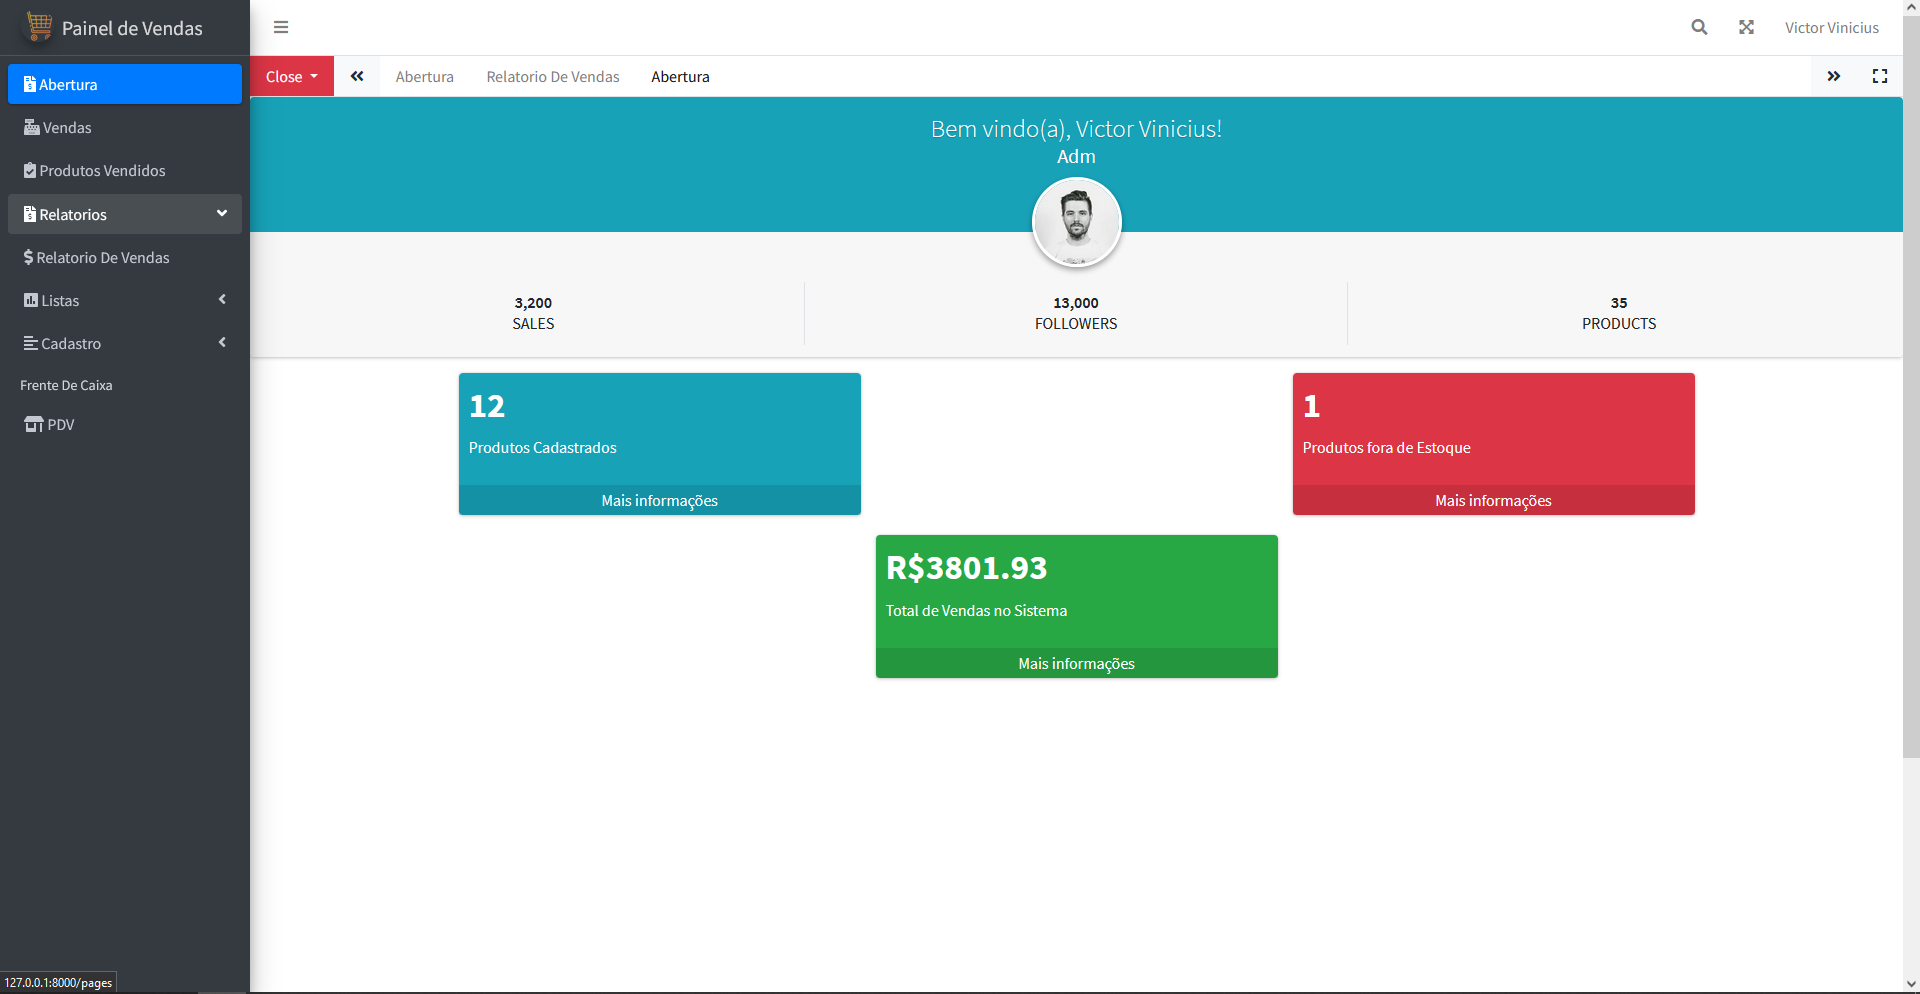 Painel de Vendas
Victor Vinicius
Abertura
Vendas
Produtos Vendidos
Relatorios
Relatorio De Vendas
Listas
Cadastro
Frente De Caixa
PDV
Close
Abertura
Relatorio De Vendas
Abertura
Bem vindo(a), Victor Vinicius!
Adm
3,200
SALES
13,000
FOLLOWERS
35
PRODUCTS
12
Produtos Cadastrados
Mais informações
1
Produtos fora de Estoque
Mais informações
R$3801.93
Total de Vendas no Sistema
Mais informações
127.0.0.1:8000/pages